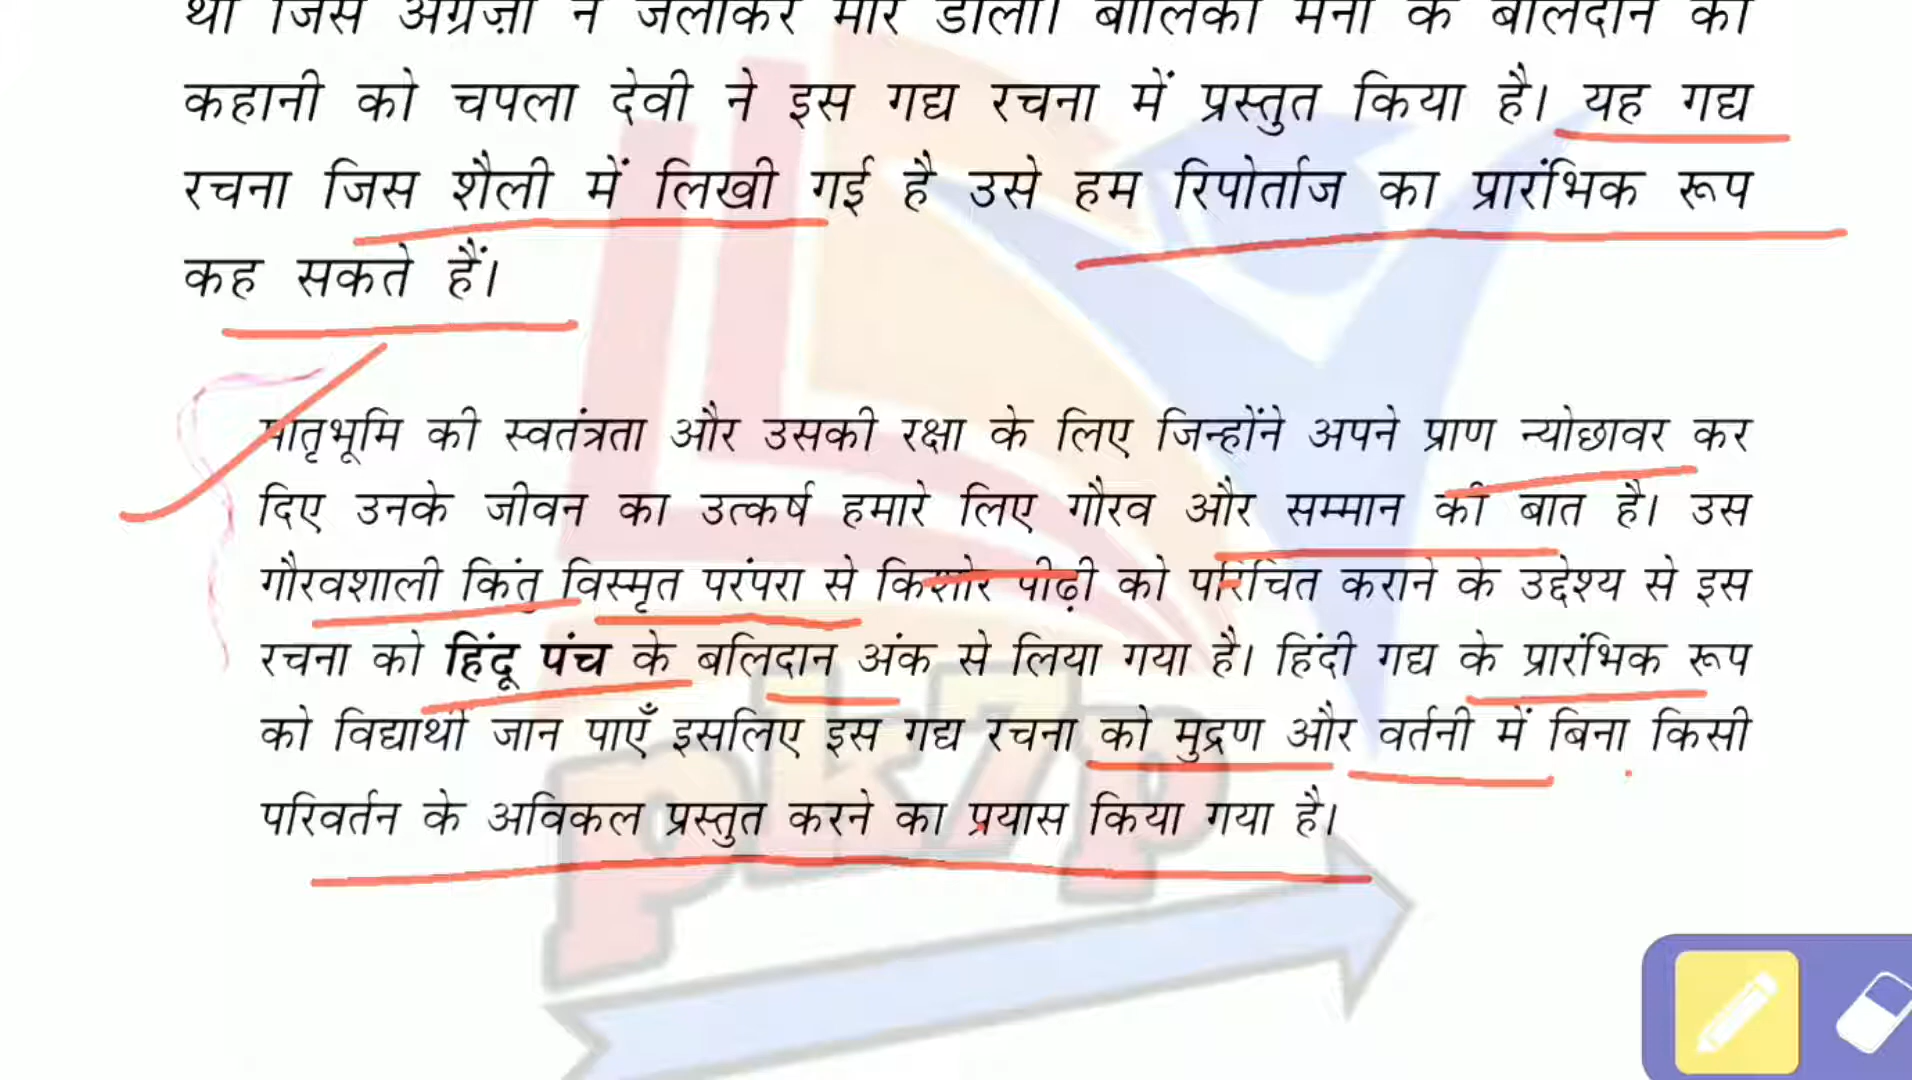 थी जिसे अंग्रेज़ों ने जलाकर मार डाला। बालिका मैना के बलिदान की
कहानी को चपला देवी ने इस गद्य रचना में प्रस्तुत किया है। यह गद्य
रचना जिस शैली में लिखी गई है उसे हम रिपोर्ताज का प्रारंभिक रूप
कह सकते हैं।
मातृभूमि की स्वतंत्रता और उसकी रक्षा के लिए जिन्होंने अपने प्राण न्योछावर कर
दिए उनके जीवन का उत्कर्ष हमारे लिए गौरव और सम्मान की बात है। उस
गौरवशाली किंतु विस्मृत परंपरा से किशोर पीढ़ी को परिचित कराने के उद्देश्य से इस
रचना को हिंदू पंच के बलिदान अंक से लिया गया है। हिंदी गद्य के प्रारंभिक रूप
को विद्यार्थी जान पाएँ इसलिए इस गद्य रचना को मुद्रण और वर्तनी में बिना किसी
परिवर्तन के अविकल प्रस्तुत करने का प्रयास किया गया है।
pk7p